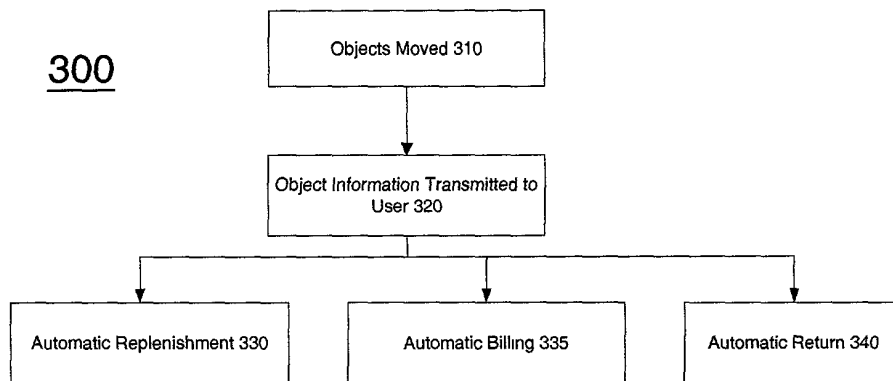 300
Objects Moved 310
Object Information Transmitted to
User 320
Automatic Replenishment 330
Automatic Billing 335
Automatic Return 340